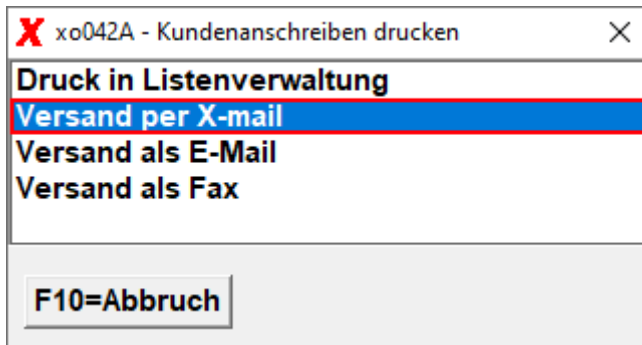 xo042A - Kundenanschreiben drucken
Druck in Listenverwaltung
Versand per X-mail
Versand als E-Mail
Versand als Fax
F10=Abbruch